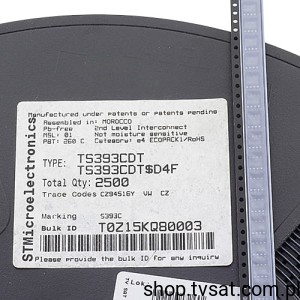 Manufactured under patents or patents pending
Assembled in: MOROCCO
Pb-free 2nd Level Interconnect
MSL: 01 Not moisture sensitive
PBT: 260 C Category: e4 ECOPACK1/RoHS
TYPE: TS393CDT
TS393CDT$D4F
Total Qty: 2500
Trace Codes CZ94516Y VW CZ
Marking S393C
Bulk ID T0Z15KQ80003
Please provide the bulk ID for any inquiry
STMicroelectronics
shop.tvsat.com.pl